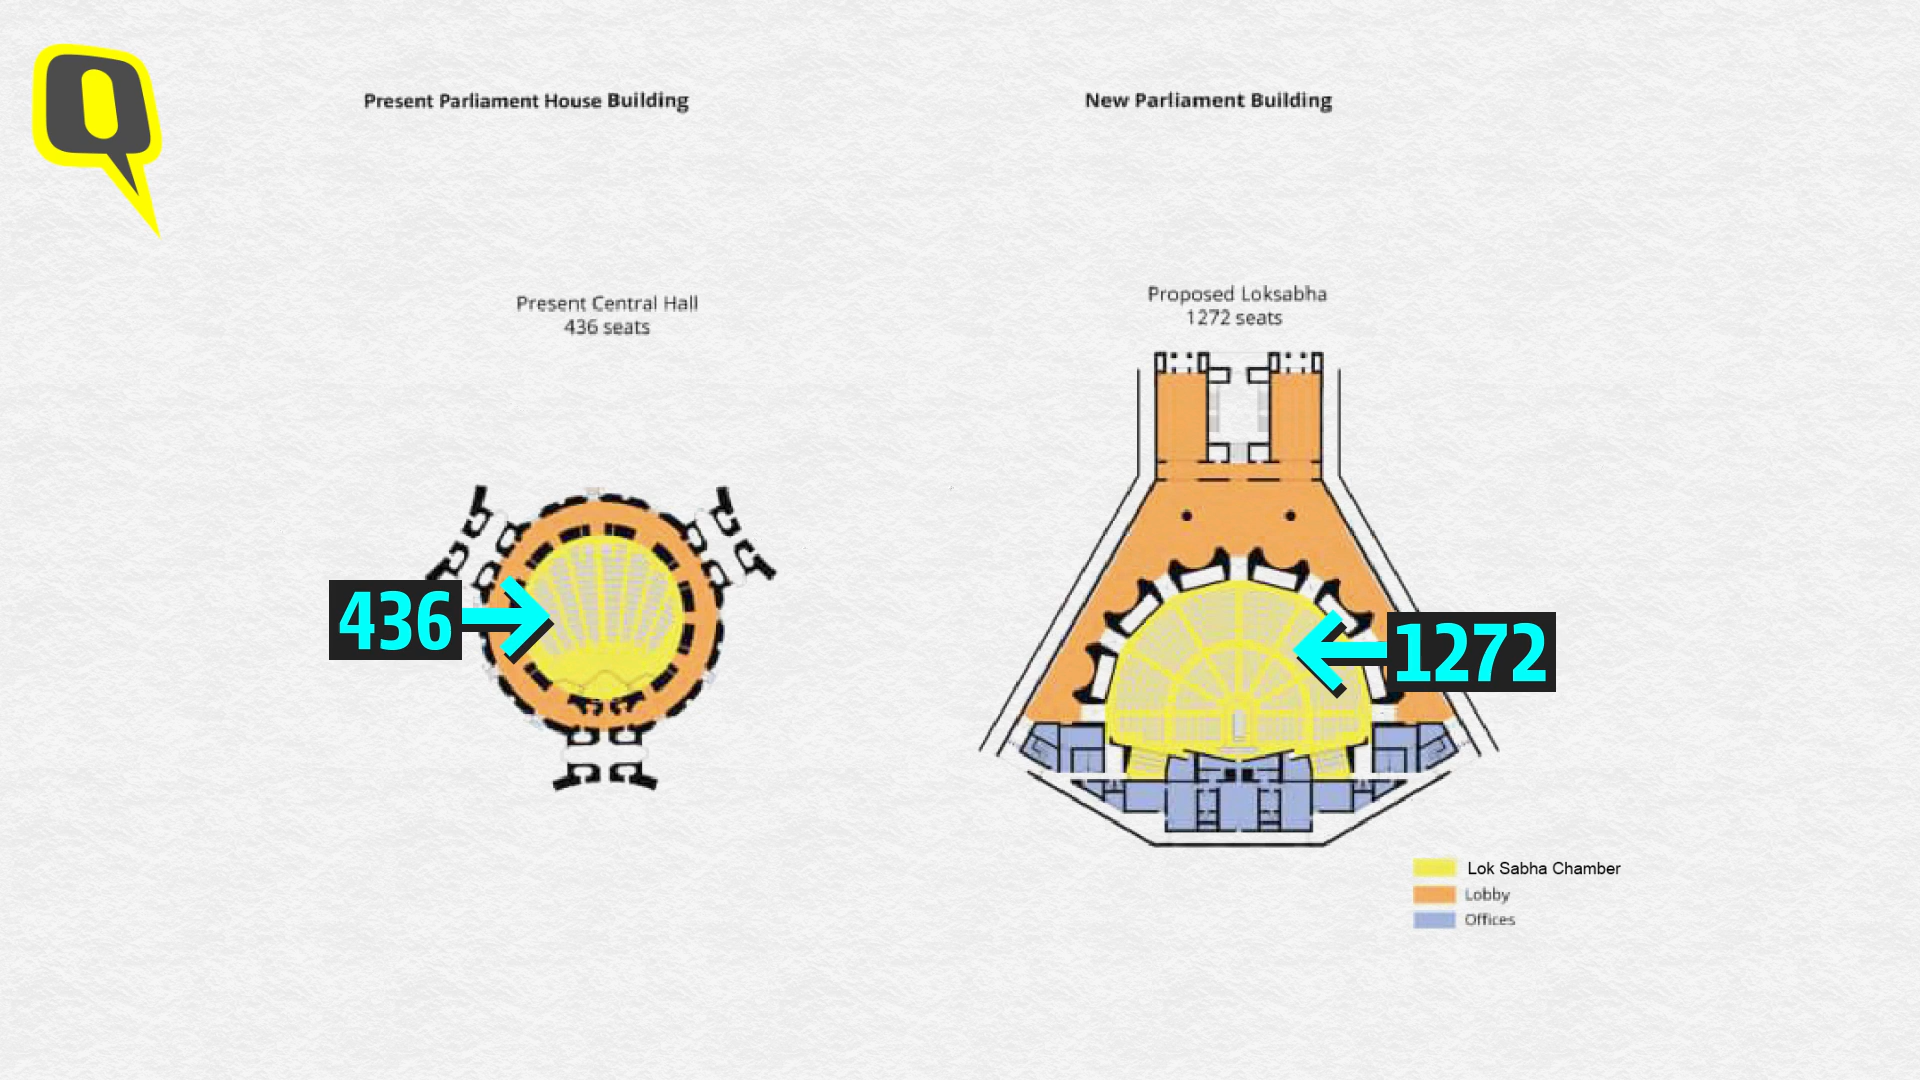 Q
Present Parliament House Building
New Parliament Building
Present Central Hall
436 seats
Proposed Loksabha
1272 seats
436
1272
Lok Sabha Chamber
Lobby
Offices